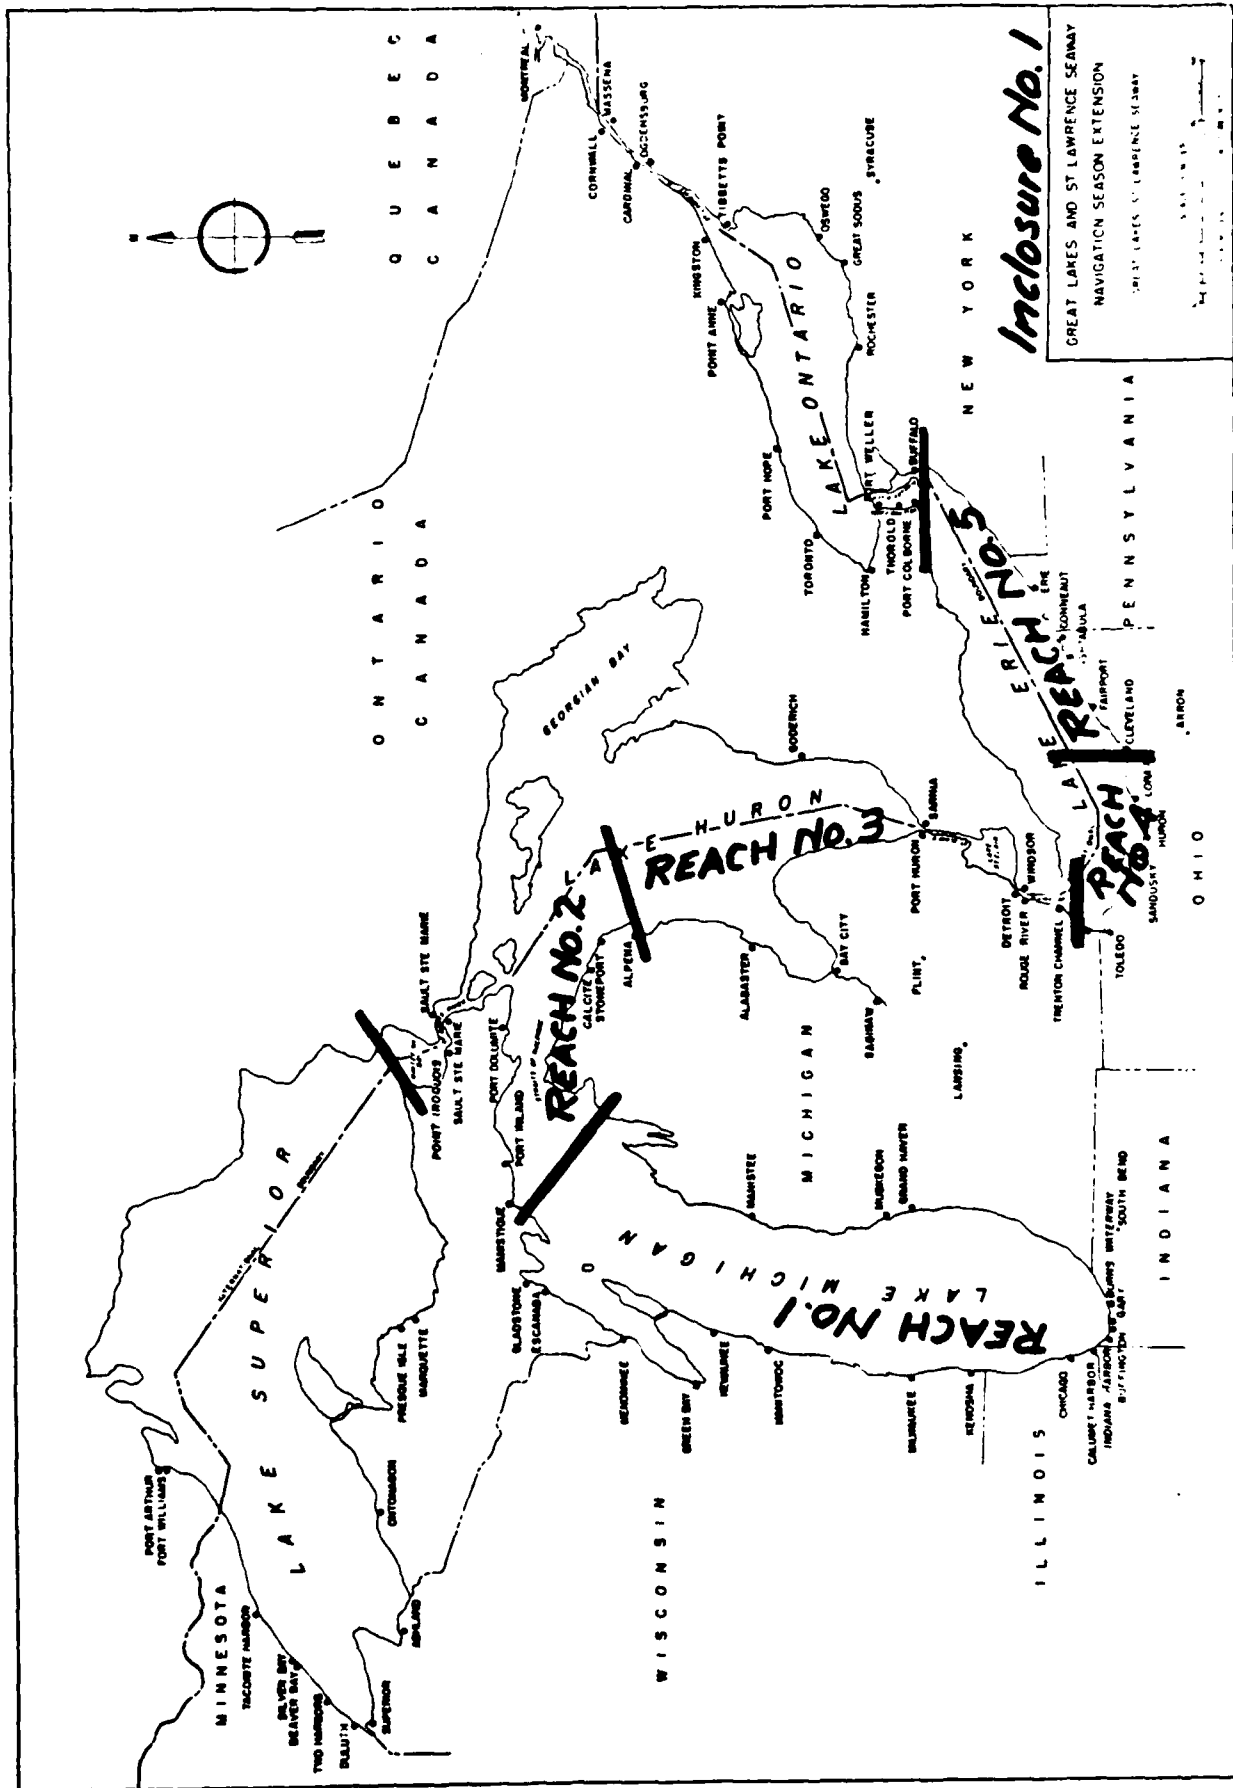 Inclosure No. 1
GREAT LAKES AND ST LAWRENCE SEAWAY
NAVIGATION SEASON EXTENSION
GREAT LAKES ST LAWRENCE SEAWAY
N
QUEBEC
CANADA
ONTARIO
CANADA
MINNESOTA
WISCONSIN
ILLINOIS
INDIANA
MICHIGAN
OHIO
PENNSYLVANIA
NEW YORK
LAKE SUPERIOR
INTERNATIONAL BOUNDARY
PORT ARTHUR
PORT WILLIAMS
TACONITE HARBOR
SILVER BAY
BEAVER BAY
TWO HARBORS
DULUTH
SUPERIOR
ASHLAND
ONTONAGON
PRESQUE ISLE
MARQUETTE
POINT IROQUOIS
SAULT STE MARIE
SAULT STE MARIE
REACH No. 2
PORT DOLOMITE
PORT INLAND
MANISTIQUE
GLADSTONE
ESCANABA
CALCITE
STONEPORT
ALPENA
REACH No. 1
LAKE MICHIGAN
MENOMINEE
GREEN BAY
KEWAUNEE
MANITOWOC
MILWAUKEE
KENOSHA
CHICAGO
CALUMET HARBOR
INDIANA HARBOR
BUFFINGTON
GARY
BURNS WATERWAY
SOUTH BEND
MANISTEE
MUSKEGON
GRAND HAVEN
LANSING
FLINT
REACH No. 3
LAKE HURON
GEORGIAN BAY
ALABASTER
BAY CITY
SAGINAW
GODERICH
PORT HURON
SARNIA
DETROIT
WINDSOR
ROUGE RIVER
TRENTON CHANNEL
TOLEDO
REACH No. 4
SANDUSKY
HURON
LORAIN
CLEVELAND
AKRON
FAIRPORT
CONNEAUT
ERIE
REACH No. 5
LAKE ERIE
BUFFALO
PORT COLBORNE
THOROLD
PORT WELLER
HAMILTON
TORONTO
PORT HOPE
LAKE ONTARIO
POINT ANNE
KINGSTON
TIBBETTS POINT
OSWEGO
GREAT SODUS
SYRACUSE
ROCHESTER
CARDINAL
OGDENSBURG
CORNWALL
MASSENA
MONTREAL